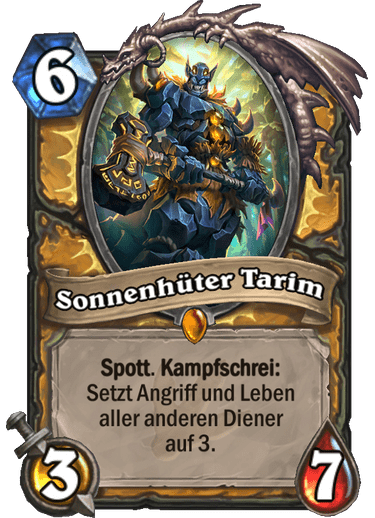 6
Sonnenhüter Tarim
Spott. Kampfschrei:
Setzt Angriff und Leben
aller anderen Diener
auf 3.
3
7